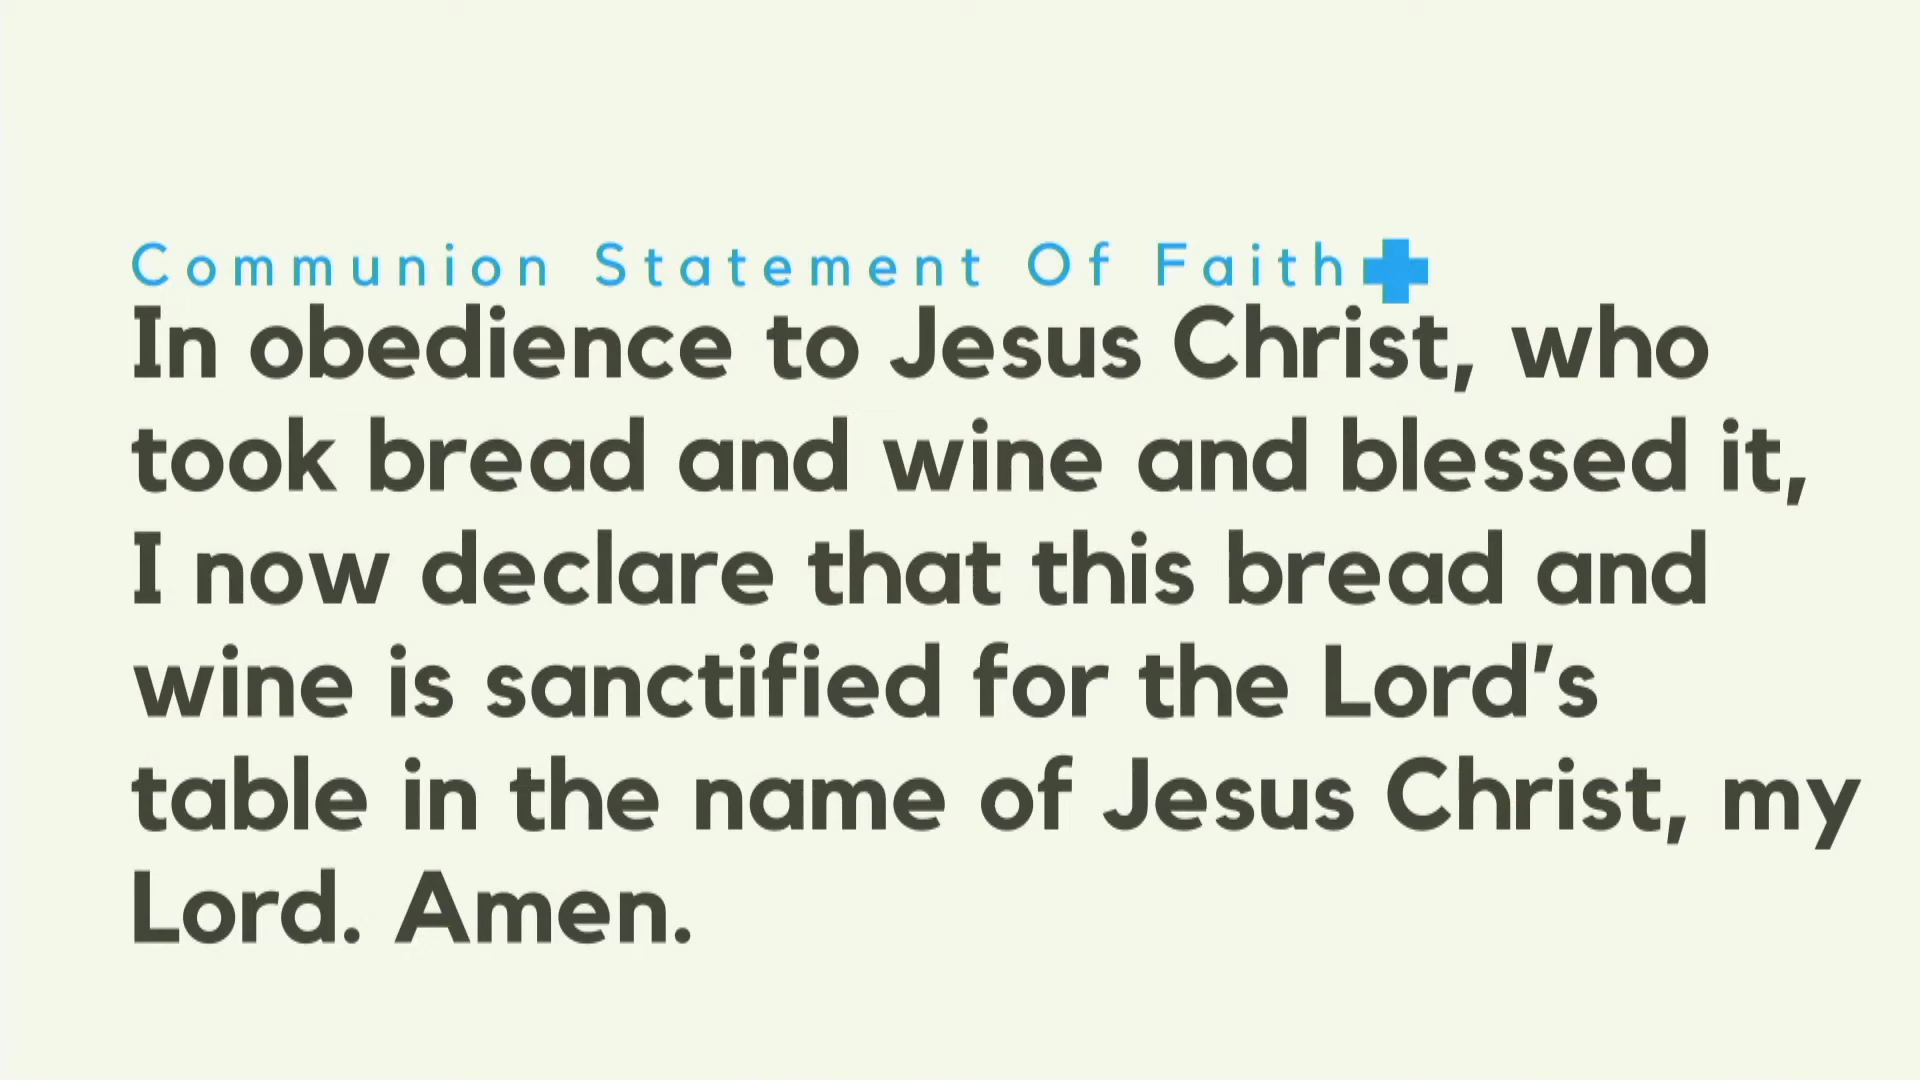 Communion Statement Of Faith
In obedience to Jesus Christ, who
took bread and wine and blessed it,
I now declare that this bread and
wine is sanctified for the Lord’s
table in the name of Jesus Christ, my
Lord. Amen.